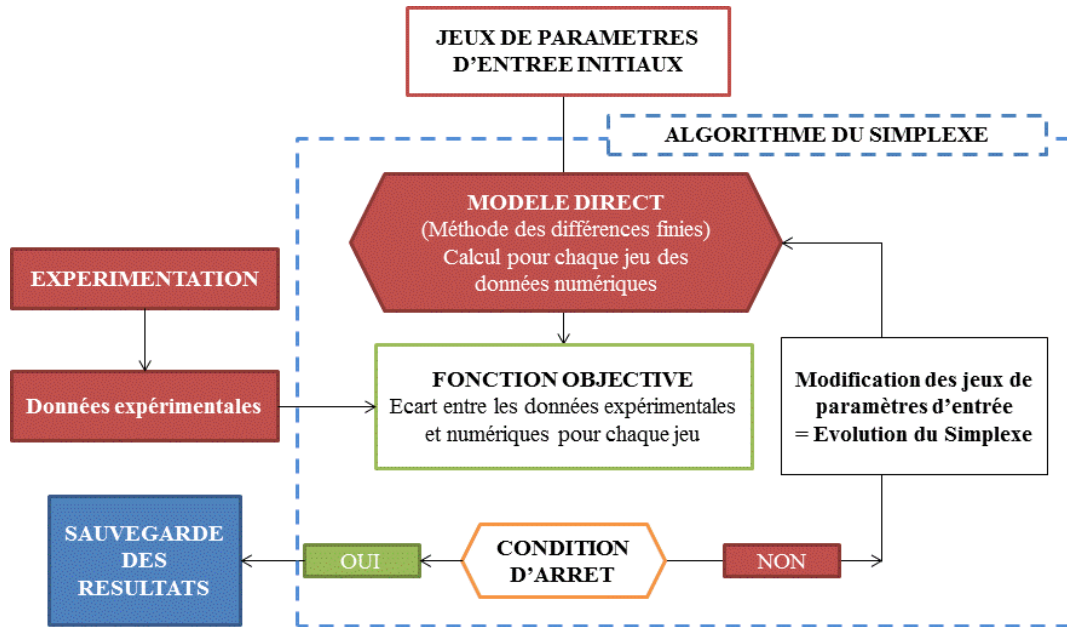 JEUX DE PARAMETRES
D'ENTREE INITIAUX
ALGORITHME DU SIMPLEXE
MODELE DIRECT
(Méthode des différences finies)
Calcul pour chaque jeu des
données numériques
EXPERIMENTATION
Données expérimentales
FONCTION OBJECTIVE
Ecart entre les données expérimentales
et numériques pour chaque jeu
Modification des jeux de
paramètres d'entrée
= Evolution du Simplexe
SAUVEGARDE
DES
RESULTATS
OUI
CONDITION
D'ARRET
NON